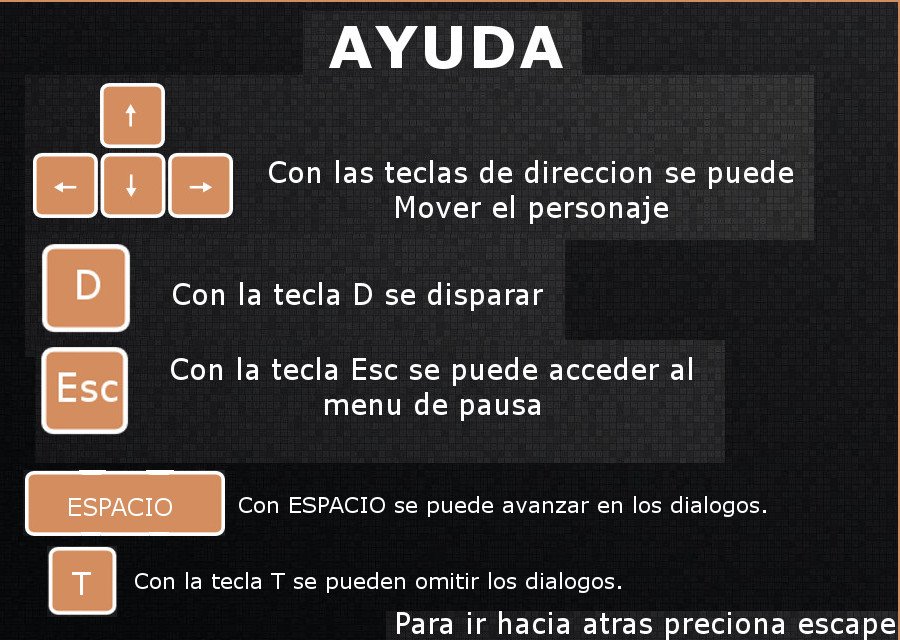 AYUDA
↑
← ↓ →
Con las teclas de direccion se puede
Mover el personaje
D
Con la tecla D se disparar
Esc
Con la tecla Esc se puede acceder al
menu de pausa
ESPACIO
Con ESPACIO se puede avanzar en los dialogos.
T
Con la tecla T se pueden omitir los dialogos.
Para ir hacia atras preciona escape